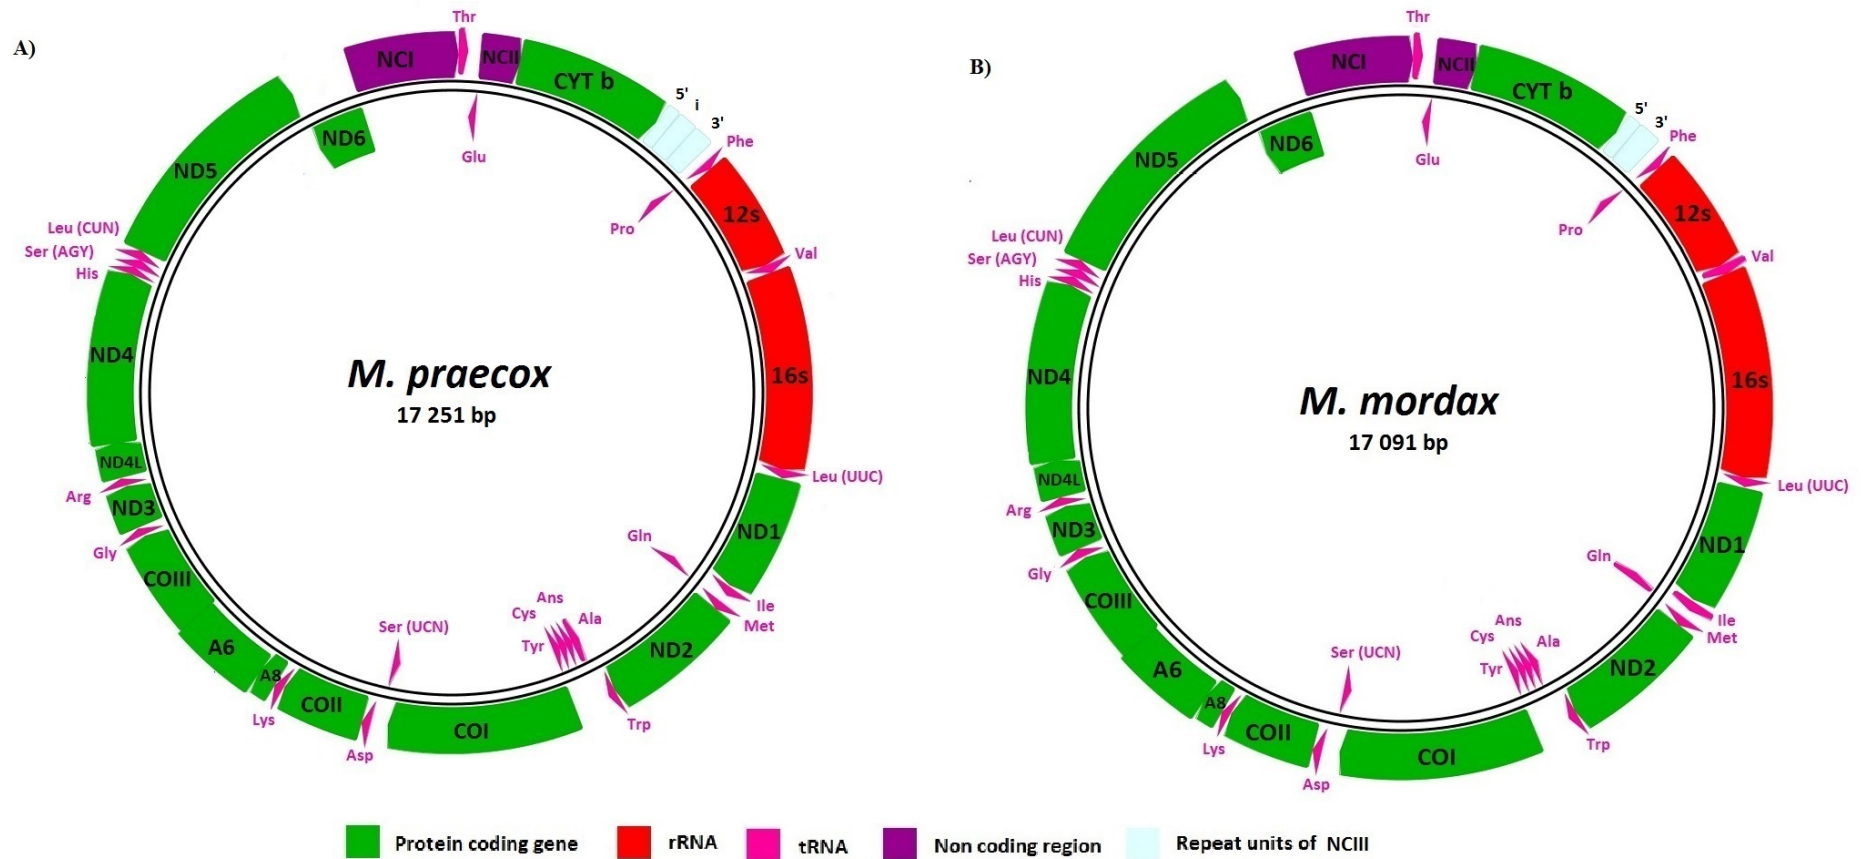 A)
Thr
NCI
NCII
CYT b
5'
i
3'
Phe
Glu
ND6
ND5
Pro
12s
Val
Leu (CUN)
Ser (AGY)
His
ND4
16s
M. praecox
17 251 bp
ND4L
Leu (UUC)
Arg
ND3
Gly
ND1
Gln
COIII
Ans
Cys
Ala
Ile
Met
Ser (UCN)
Tyr
A6
ND2
A8
COII
Lys
Trp
COI
Asp
B)
Thr
NCI
NCII
CYT b
5'
3'
Phe
Glu
ND6
ND5
Pro
12s
Val
Leu (CUN)
Ser (AGY)
His
ND4
16s
M. mordax
17 091 bp
ND4L
Leu (UUC)
Arg
ND3
Gly
ND1
Gln
COIII
Ans
Cys
Ala
Ile
Met
Ser (UCN)
Tyr
A6
ND2
A8
COII
Lys
Trp
COI
Asp
Protein coding gene
rRNA
tRNA
Non coding region
Repeat units of NCIII